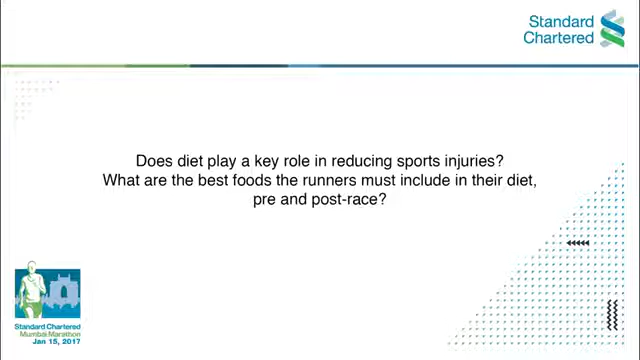 Standard
Chartered
Does diet play a key role in reducing sports injuries?
What are the best foods the runners must include in their diet,
pre and post-race?
Standard Chartered
Mumbai Marathon
Jan 15, 2017